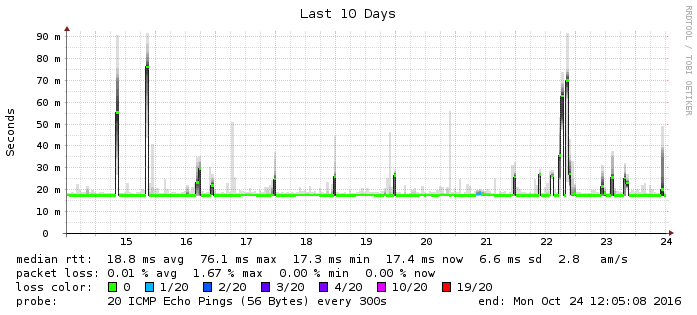 Last 10 Days
RRDTOOL / TOBI OETIKER
Seconds
90 m
80 m
70 m
60 m
50 m
40 m
30 m
20 m
10 m
0
15 16 17 18 19 20 21 22 23 24
median rtt: 18.8 ms avg 76.1 ms max 17.3 ms min 17.4 ms now 6.6 ms sd 2.8 am/s
packet loss: 0.01 % avg 1.67 % max 0.00 % min 0.00 % now
loss color: 0 1/20 2/20 3/20 4/20 10/20 19/20
probe: 20 ICMP Echo Pings (56 Bytes) every 300s end: Mon Oct 24 12:05:08 2016